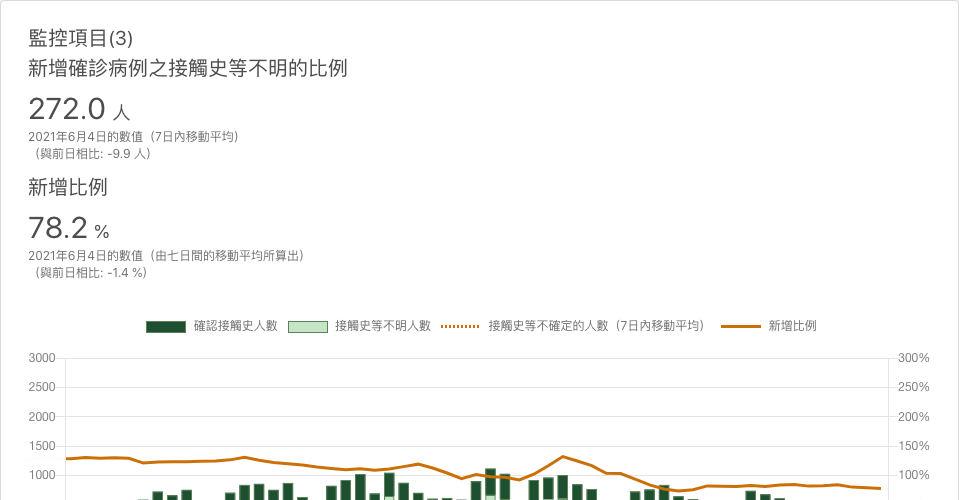 監控項目(3)
新增確診病例之接觸史等不明的比例
272.0 人
2021年6月4日的數值（7日內移動平均）
（與前日相比: -9.9 人）
新增比例
78.2 %
2021年6月4日的數值（由七日間的移動平均所算出）
（與前日相比: -1.4 %）
確認接觸史人數 接觸史等不明人數 接觸史等不確定的人數（7日內移動平均） 新增比例
3000 300%
2500 250%
2000 200%
1500 150%
1000 100%